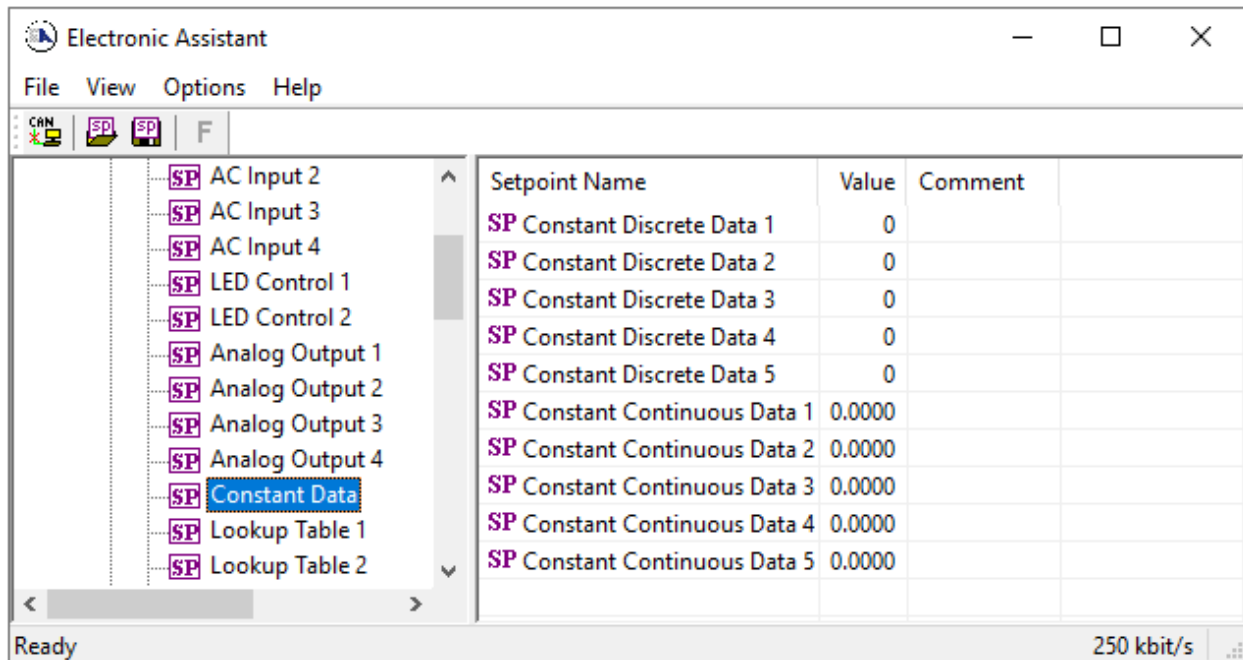 Electronic Assistant
File View Options Help
CAN SP SP F
SP AC Input 2
SP AC Input 3
SP AC Input 4
SP LED Control 1
SP LED Control 2
SP Analog Output 1
SP Analog Output 2
SP Analog Output 3
SP Analog Output 4
SP Constant Data
SP Lookup Table 1
SP Lookup Table 2
Setpoint Name Value Comment
SP Constant Discrete Data 1 0
SP Constant Discrete Data 2 0
SP Constant Discrete Data 3 0
SP Constant Discrete Data 4 0
SP Constant Discrete Data 5 0
SP Constant Continuous Data 1 0.0000
SP Constant Continuous Data 2 0.0000
SP Constant Continuous Data 3 0.0000
SP Constant Continuous Data 4 0.0000
SP Constant Continuous Data 5 0.0000
Ready 250 kbit/s